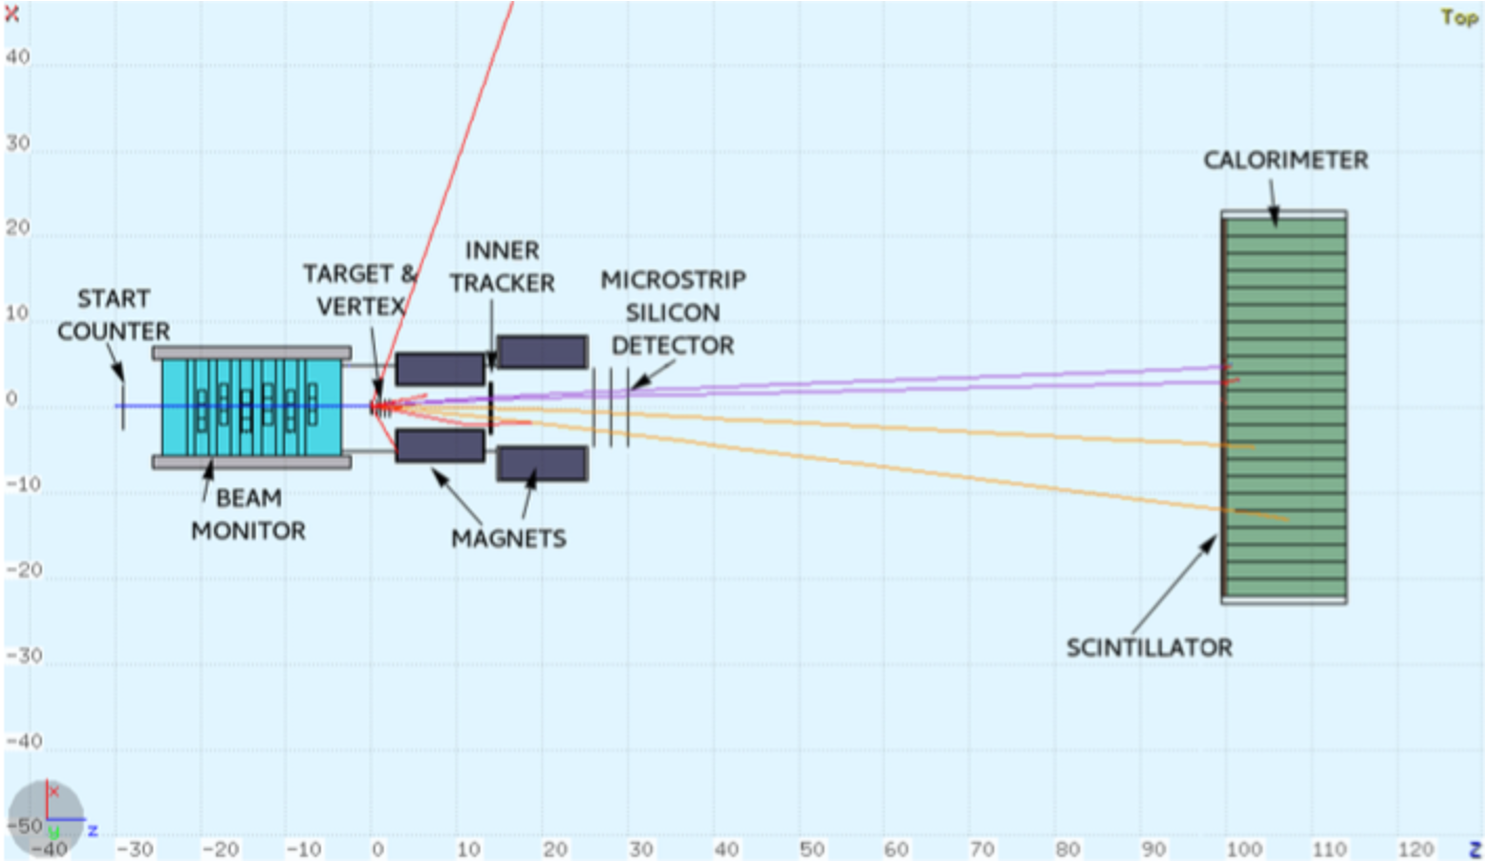 X
Top
40
30
CALORIMETER
20
INNER
TRACKER
TARGET &
VERTEX
MICROSTRIP
SILICON
DETECTOR
START
COUNTER
10
0
-10
BEAM
MONITOR
MAGNETS
-20
SCINTILLATOR
-30
-40
X
-50
y
z
-40 -30 -20 -10 0 10 20 30 40 50 60 70 80 90 100 110 120 Z